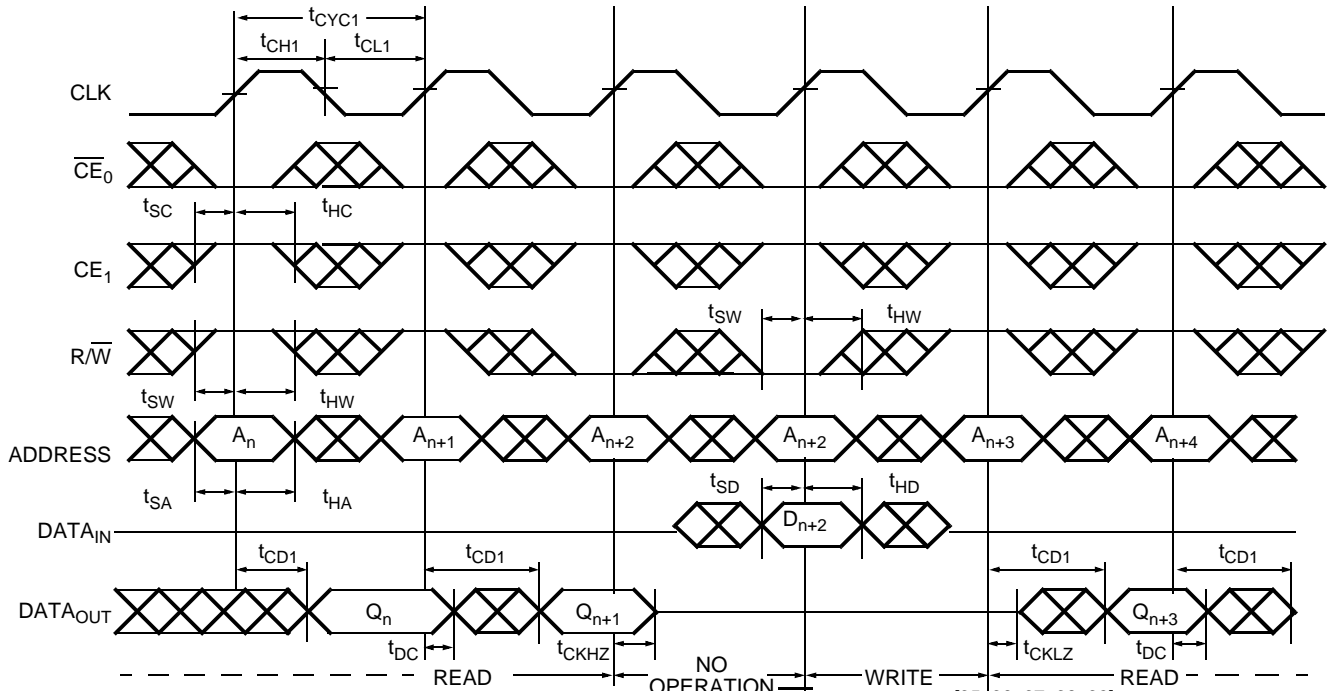 tCYC1
tCH1 tCL1
CLK
CE0
tSC tHC
CE1
tSW tHW
R/W
tSW tHW
ADDRESS An An+1 An+2 An+2 An+3 An+4
tSA tHA tSD tHD
DATAIN Dn+2
tCD1 tCD1 tCD1 tCD1
DATAOUT Qn Qn+1 Qn+3
tDC tCKHZ tCKLZ tDC
READ NO OPERATION WRITE READ